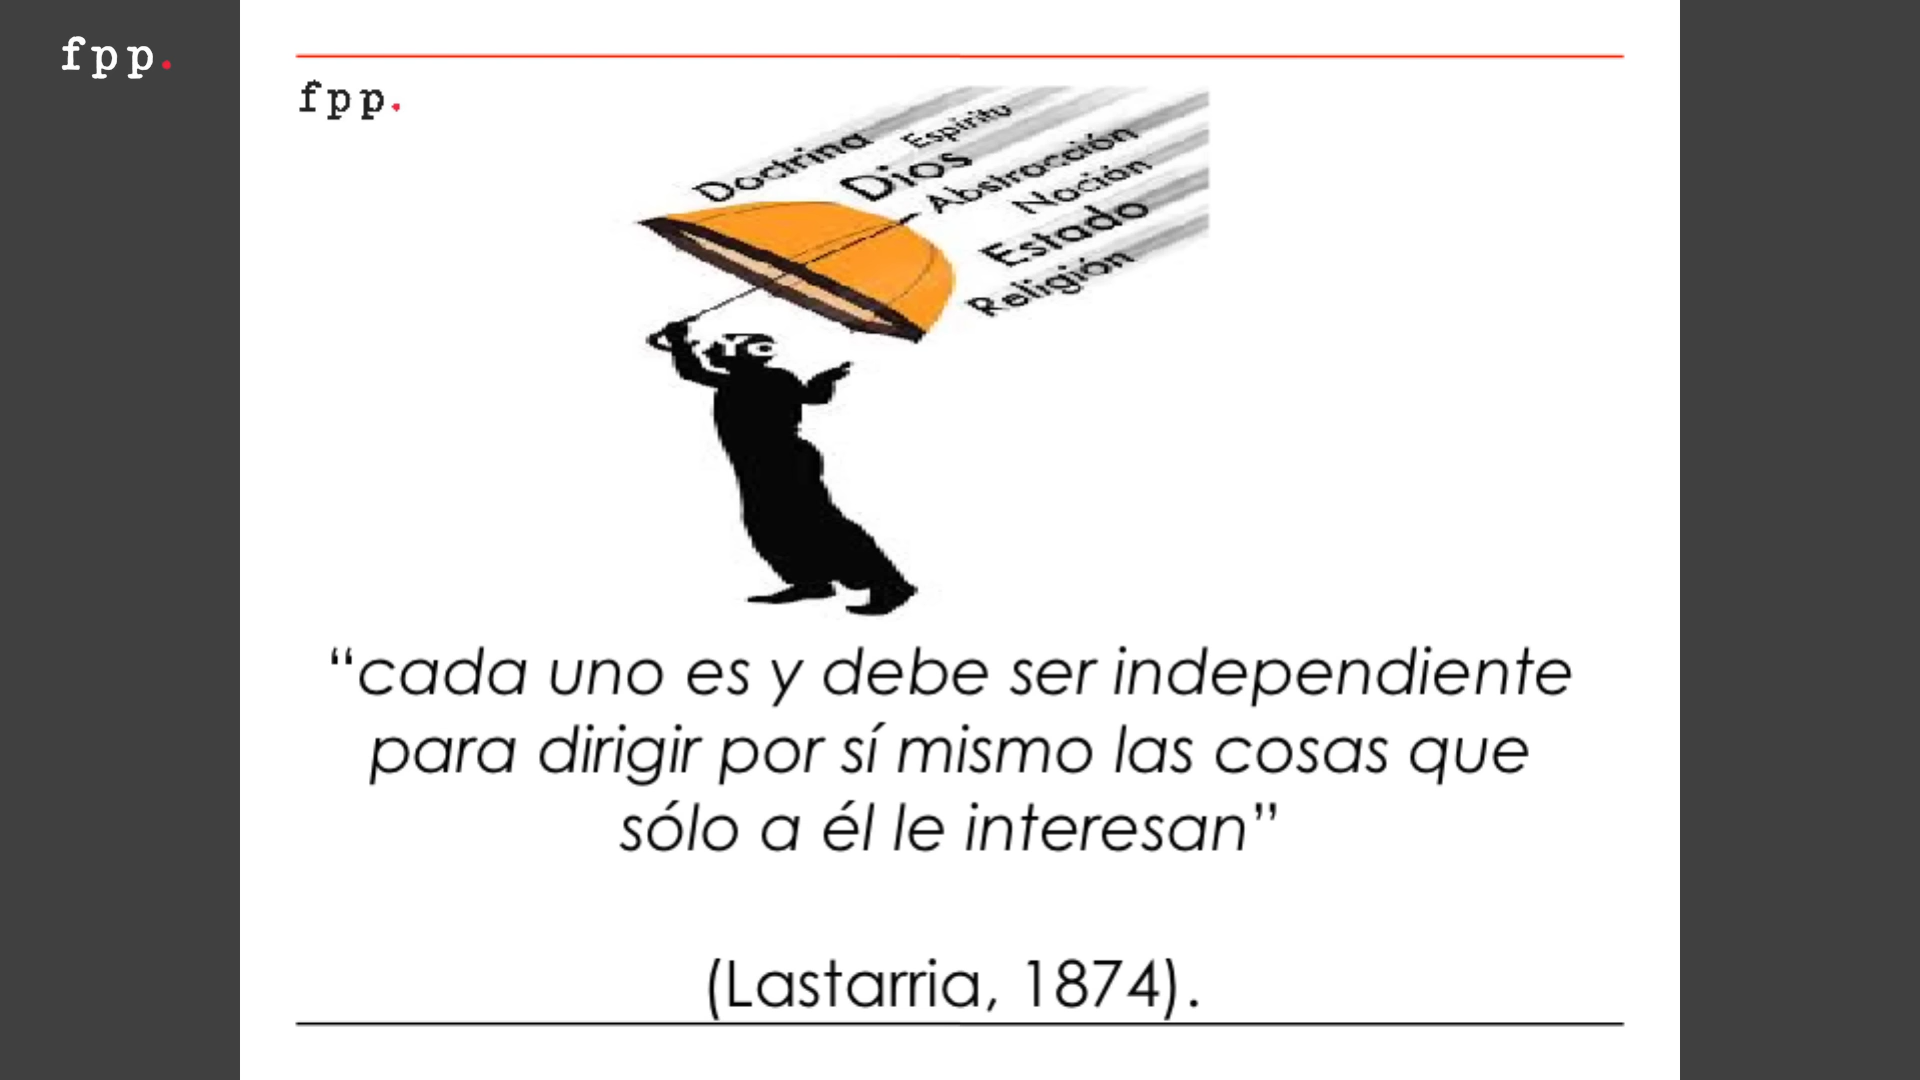 fpp.
fpp.
Doctrina
Espíritu
Dios
Abstracción
Nación
Estado
Religión
Yo
“cada uno es y debe ser independiente
para dirigir por sí mismo las cosas que
sólo a él le interesan”
(Lastarria, 1874).